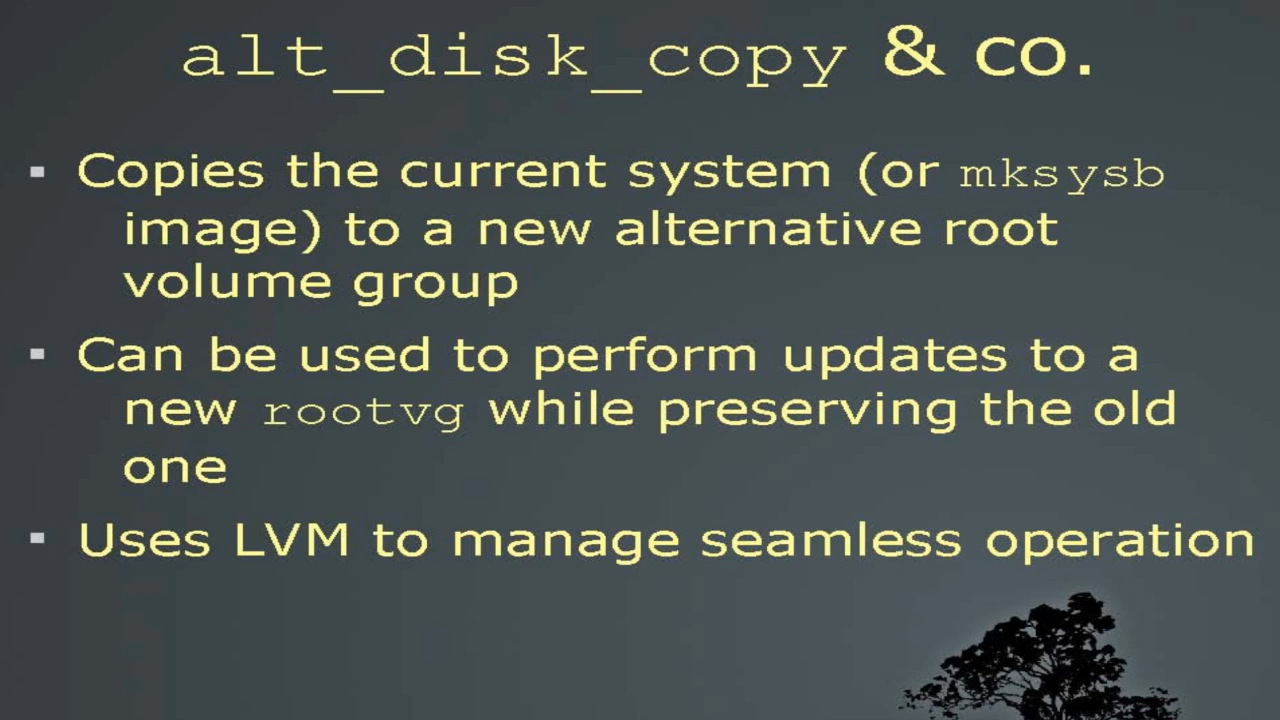 alt_disk_copy & co.
▪ Copies the current system (or mksysb
image) to a new alternative root
volume group
▪ Can be used to perform updates to a
new rootvg while preserving the old
one
▪ Uses LVM to manage seamless operation